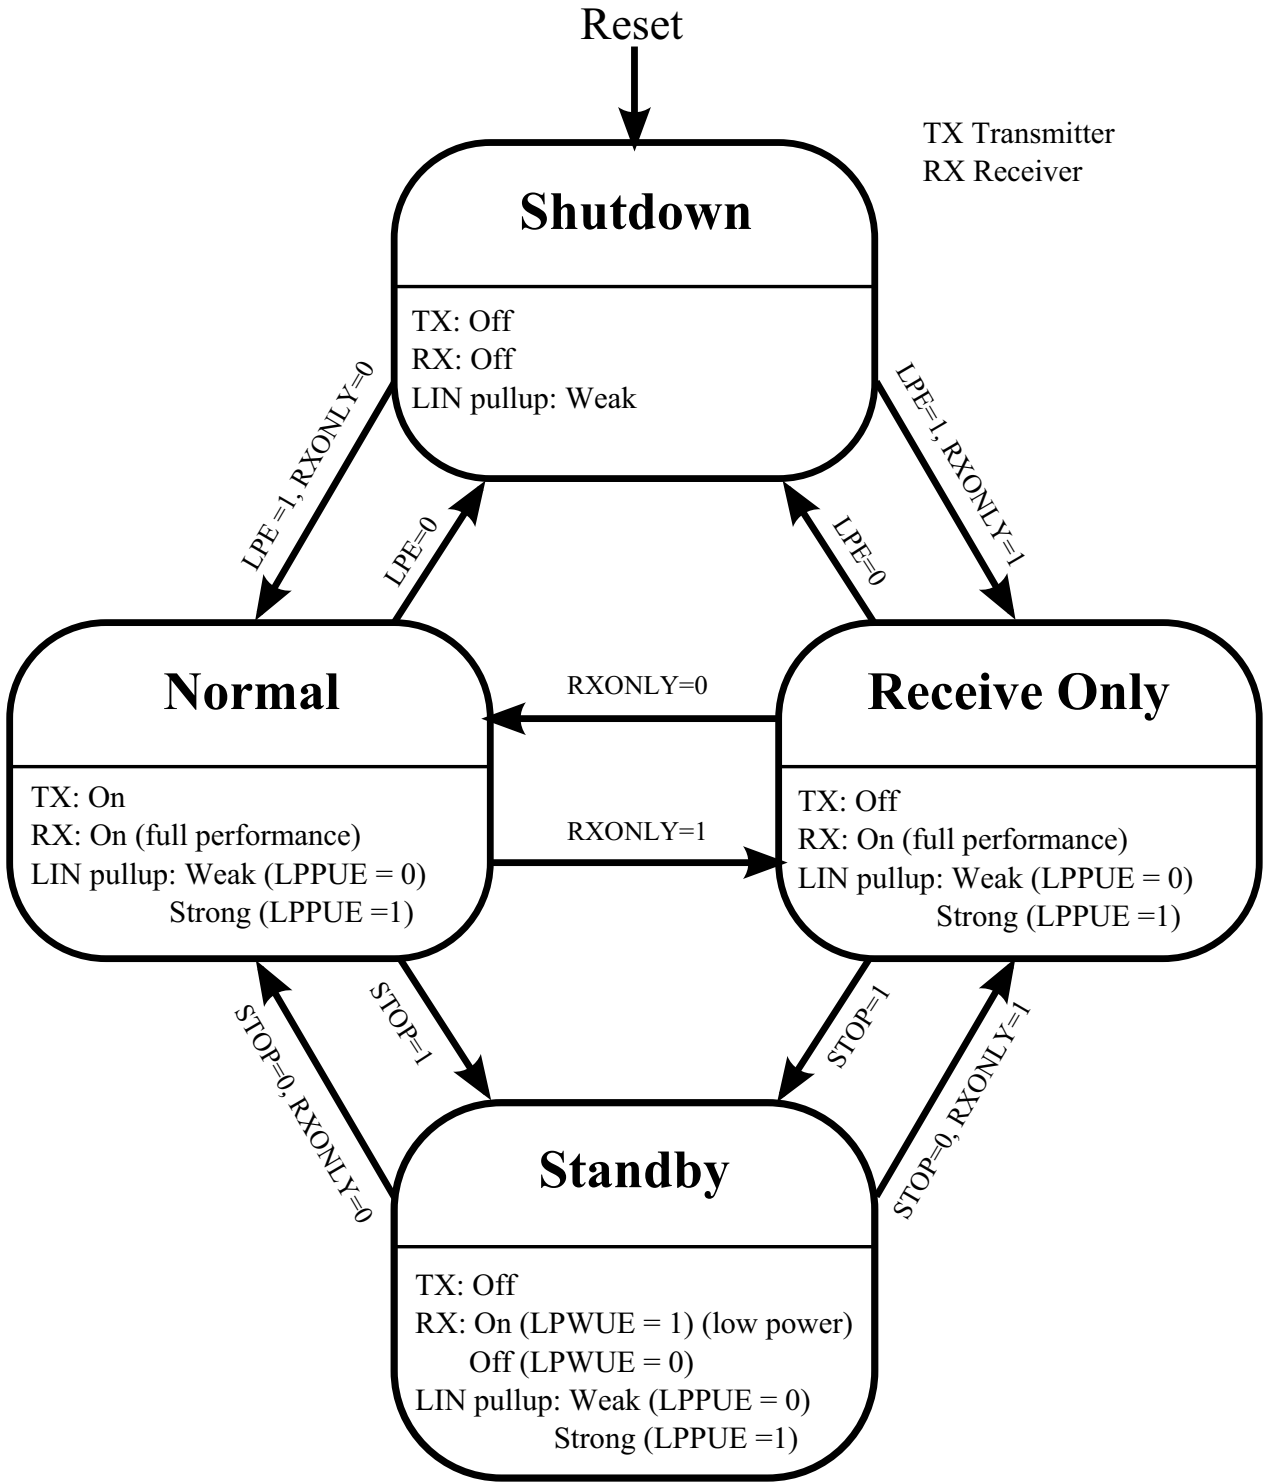 Reset
TX Transmitter
RX Receiver
Shutdown
TX: Off
RX: Off
LIN pullup: Weak
LPE =1, RXONLY=0
LPE=0
LPE=0
LPE=1, RXONLY=1
Normal
TX: On
RX: On (full performance)
LIN pullup: Weak (LPPUE = 0)
Strong (LPPUE =1)
RXONLY=0
RXONLY=1
Receive Only
TX: Off
RX: On (full performance)
LIN pullup: Weak (LPPUE = 0)
Strong (LPPUE =1)
STOP=0, RXONLY=0
STOP=1
STOP=1
STOP=0, RXONLY=1
Standby
TX: Off
RX: On (LPWUE = 1) (low power)
Off (LPWUE = 0)
LIN pullup: Weak (LPPUE = 0)
Strong (LPPUE =1)